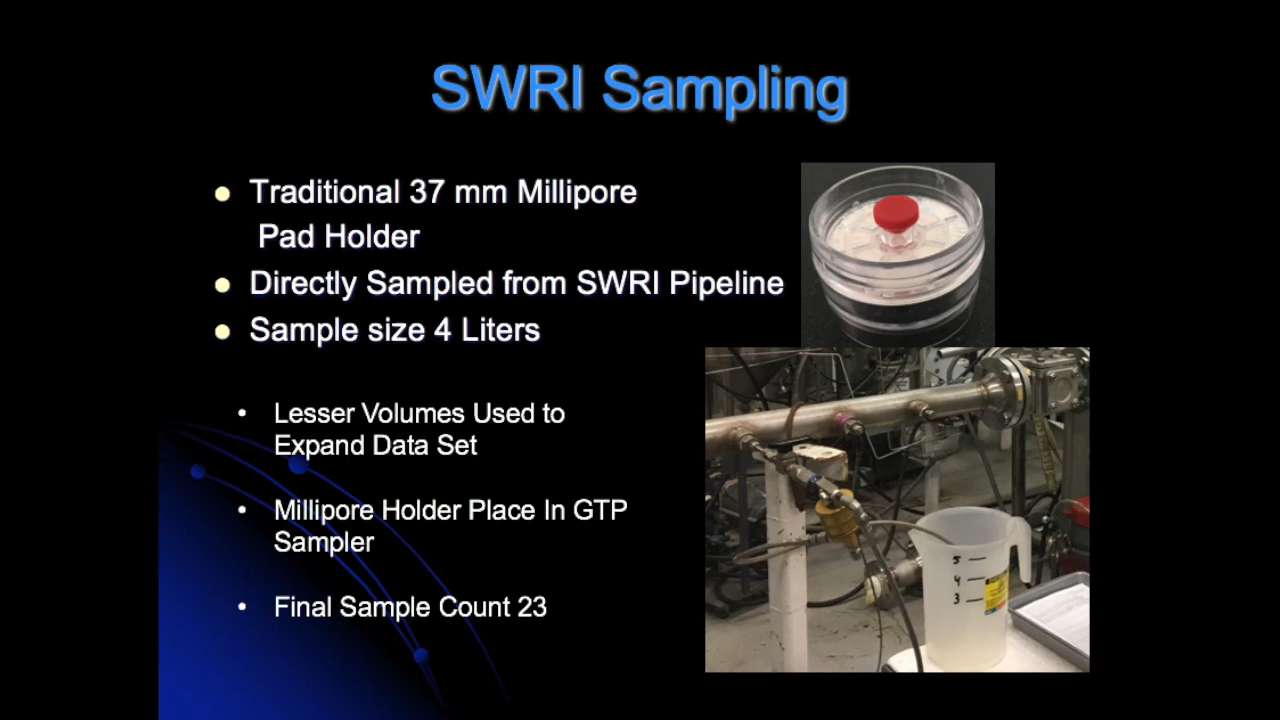 SWRI Sampling
Traditional 37 mm Millipore
Pad Holder
Directly Sampled from SWRI Pipeline
Sample size 4 Liters
Lesser Volumes Used to
Expand Data Set
Millipore Holder Place In GTP
Sampler
Final Sample Count 23
5
4
3